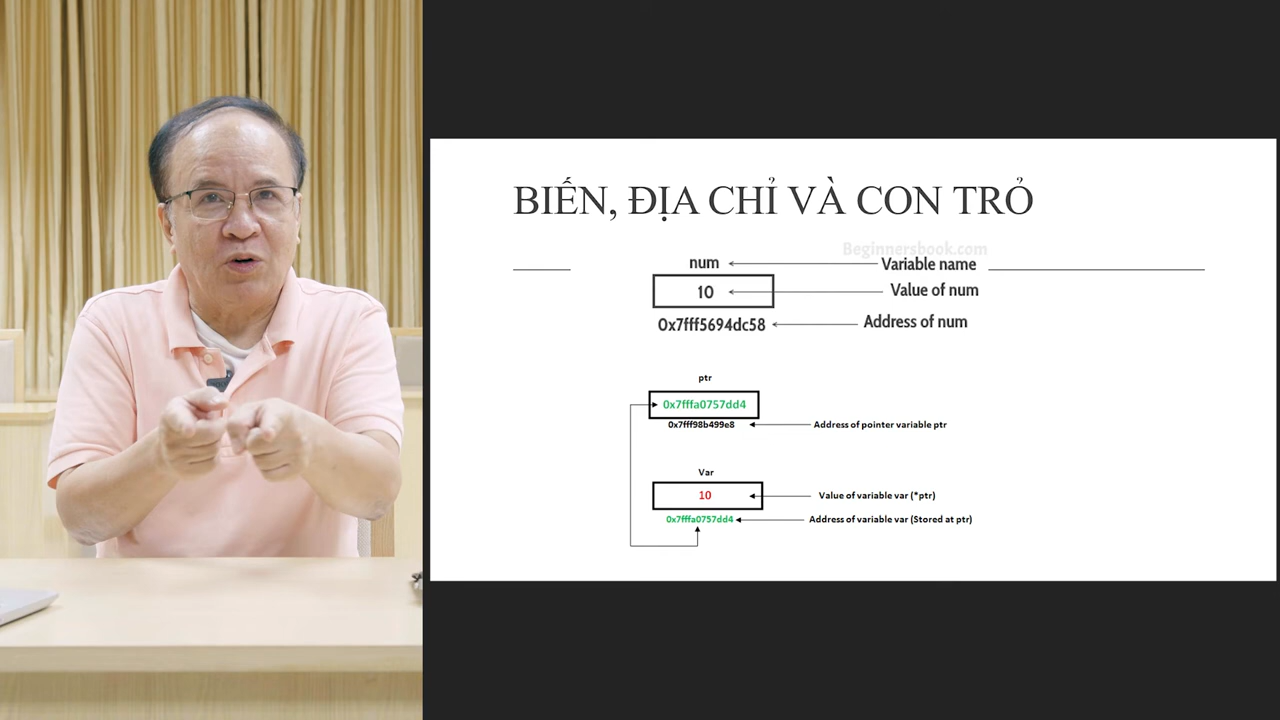 BIẾN, ĐỊA CHỈ VÀ CON TRỎ
Beginnersbook.com
num Variable name
10 Value of num
0x7fff5694dc58 Address of num
ptr
0x7fffa0757dd4
0x7fff98b499e8 Address of pointer variable ptr
Var
10 Value of variable var (*ptr)
0x7fffa0757dd4 Address of variable var (Stored at ptr)